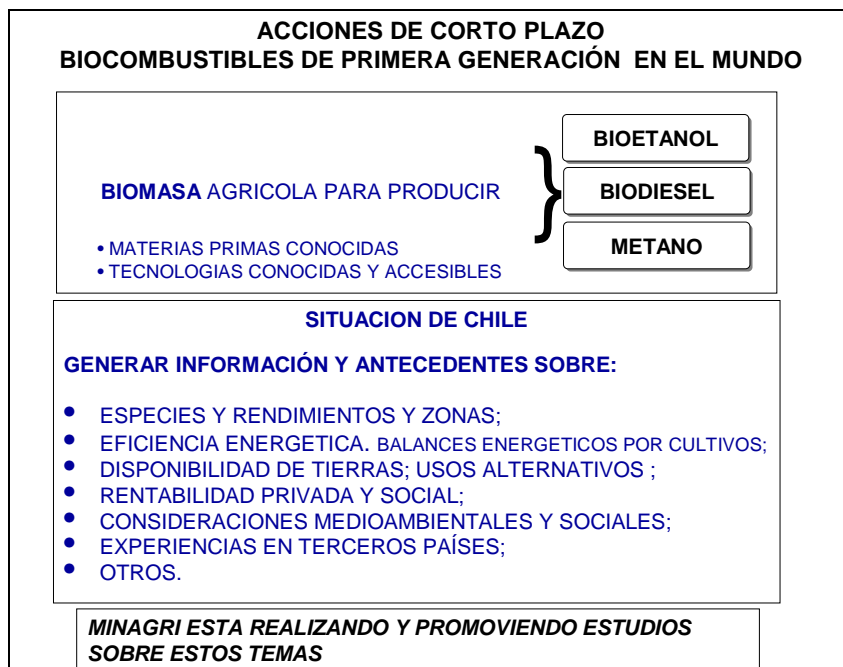 ACCIONES DE CORTO PLAZO
BIOCOMBUSTIBLES DE PRIMERA GENERACIÓN EN EL MUNDO
BIOETANOL
BIOMASA AGRICOLA PARA PRODUCIR
BIODIESEL
METANO
• MATERIAS PRIMAS CONOCIDAS
• TECNOLOGIAS CONOCIDAS Y ACCESIBLES
SITUACION DE CHILE
GENERAR INFORMACIÓN Y ANTECEDENTES SOBRE:
• ESPECIES Y RENDIMIENTOS Y ZONAS;
• EFICIENCIA ENERGETICA. BALANCES ENERGETICOS POR CULTIVOS;
• DISPONIBILIDAD DE TIERRAS; USOS ALTERNATIVOS ;
• RENTABILIDAD PRIVADA Y SOCIAL;
• CONSIDERACIONES MEDIOAMBIENTALES Y SOCIALES;
• EXPERIENCIAS EN TERCEROS PAÍSES;
• OTROS.
MINAGRI ESTA REALIZANDO Y PROMOVIENDO ESTUDIOS
SOBRE ESTOS TEMAS